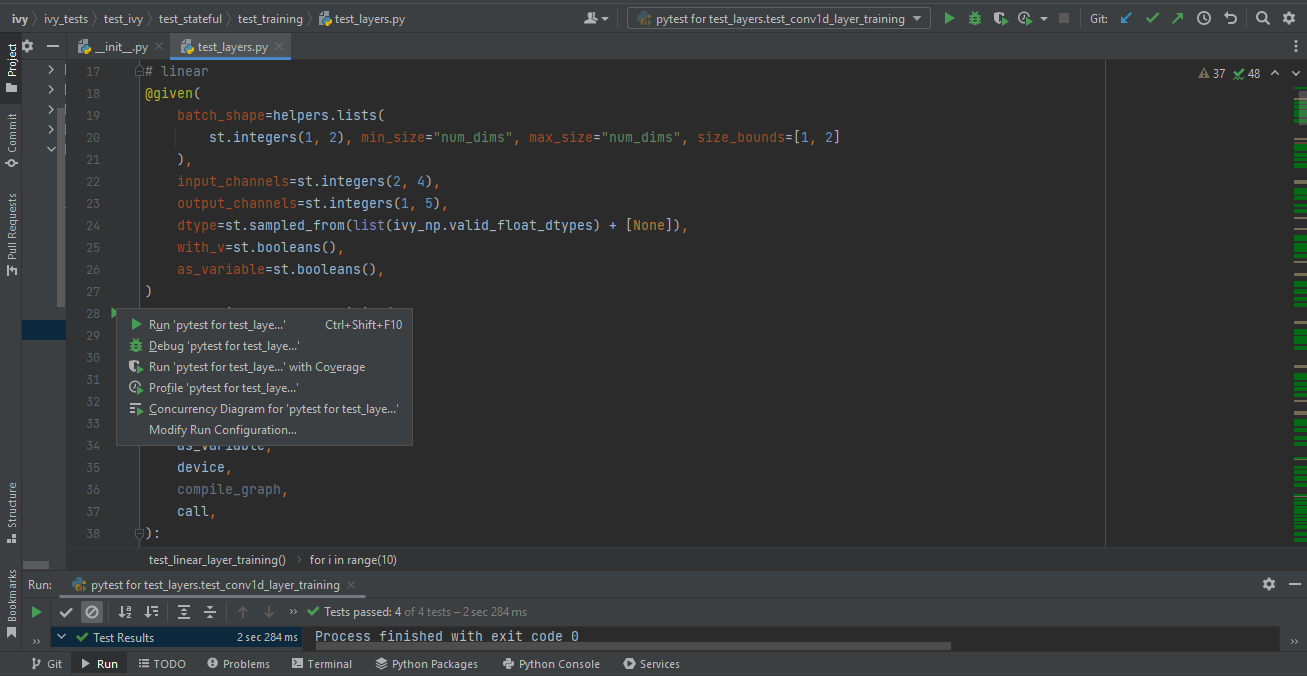 ivy ivy_tests test_ivy test_stateful test_training test_layers.py pytest for test_layers.test_conv1d_layer_training Git:
Project
Commit
Pull Requests
Structure
Bookmarks
__init__.py test_layers.py
37 48
17 # linear
18 @given(
19 batch_shape=helpers.lists(
20 st.integers(1, 2), min_size="num_dims", max_size="num_dims", size_bounds=[1, 2]
21 ),
22 input_channels=st.integers(2, 4),
23 output_channels=st.integers(1, 5),
24 dtype=st.sampled_from(list(ivy_np.valid_float_dtypes) + [None]),
25 with_v=st.booleans(),
26 as_variable=st.booleans(),
27 )
28
29
30
31
32
33
34 as_variable,
35 device,
36 compile_graph,
37 call,
38 ):
Run 'pytest for test_laye...' Ctrl+Shift+F10
Debug 'pytest for test_laye...'
Run 'pytest for test_laye...' with Coverage
Profile 'pytest for test_laye...'
Concurrency Diagram for 'pytest for test_laye...'
Modify Run Configuration...
test_linear_layer_training() for i in range(10)
Run: pytest for test_layers.test_conv1d_layer_training
Tests passed: 4 of 4 tests – 2 sec 284 ms
Test Results 2 sec 284 ms Process finished with exit code 0
Git Run TODO Problems Terminal Python Packages Python Console Services